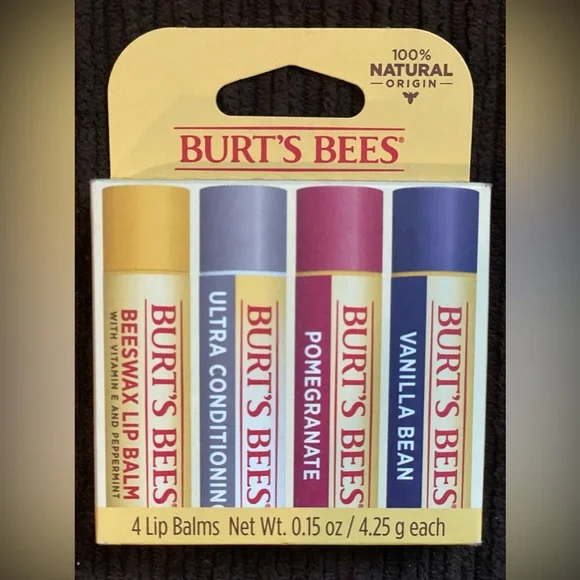 100%
NATURAL
ORIGIN
BURT'S BEES®
BEESWAX LIP BALM
WITH VITAMIN E AND PEPPERMINT
BURT'S BEES®
ULTRA CONDITIONING
BURT'S BEES®
POMEGRANATE
BURT'S BEES®
VANILLA BEAN
BURT'S BEES®
4 Lip Balms Net Wt. 0.15 oz / 4.25 g each